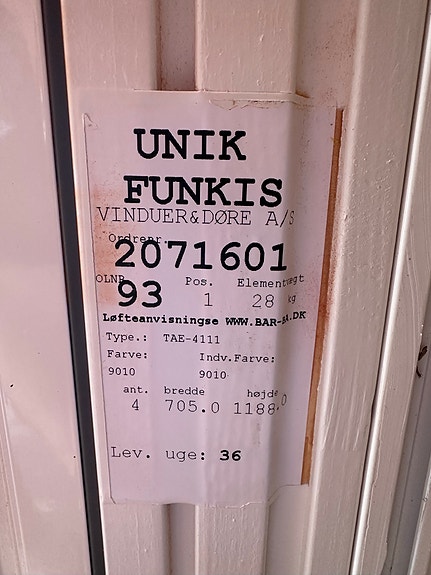 UNIK
FUNKIS
VINDUER&DØRE A/S
Ordrenr.
2071601
OLNR Pos. Elementvægt
93 1 28 kg
Løfteanvisningse WWW.BAR-BA.DK
Type.: TAE-4111
Farve: Indv.Farve:
9010 9010
ant. bredde højde
4 705.0 1188.0
Lev. uge: 36